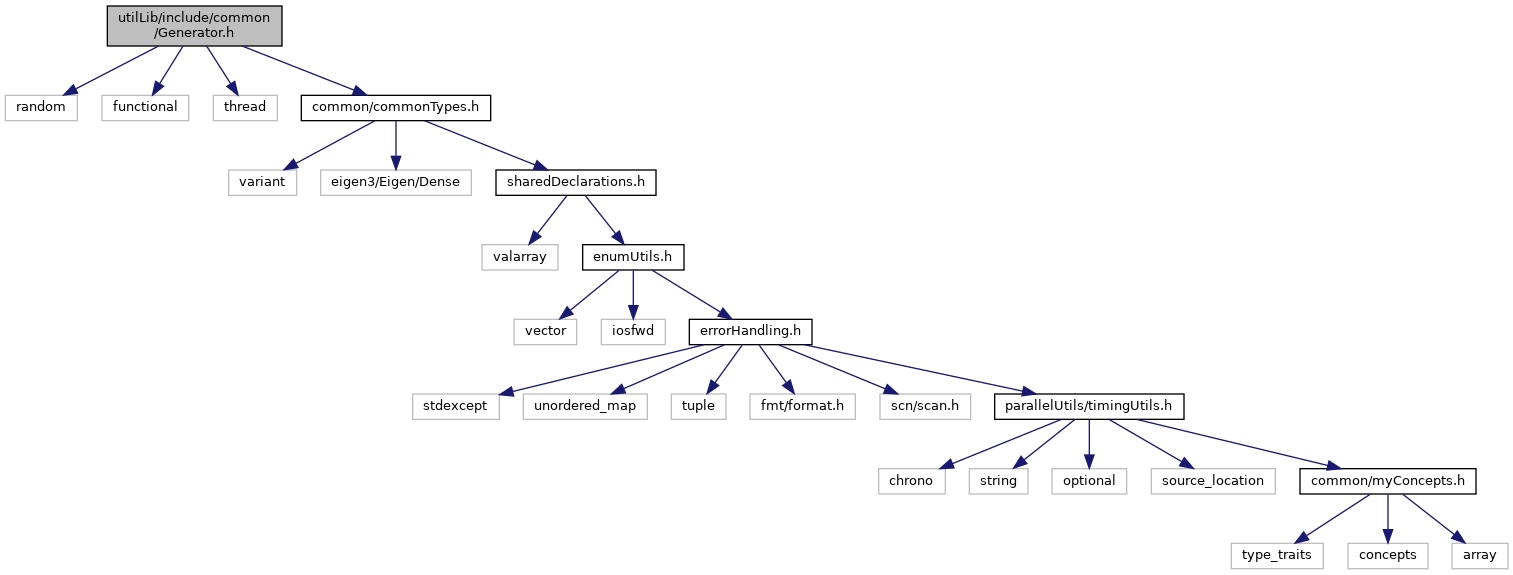 utilLib/include/common
/Generator.h
random
functional
thread
common/commonTypes.h
variant
eigen3/Eigen/Dense
sharedDeclarations.h
valarray
enumUtils.h
vector
iosfwd
errorHandling.h
stdexcept
unordered_map
tuple
fmt/format.h
scn/scan.h
parallelUtils/timingUtils.h
chrono
string
optional
source_location
common/myConcepts.h
type_traits
concepts
array